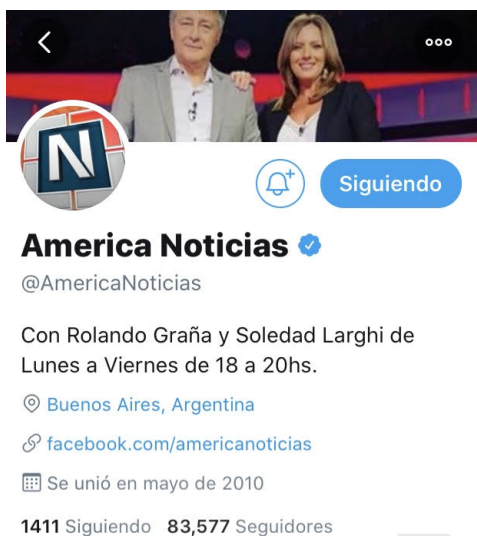 N
Siguiendo
America Noticias
@AmericaNoticias
Con Rolando Graña y Soledad Larghi de
Lunes a Viernes de 18 a 20hs.
Buenos Aires, Argentina
facebook.com/americanoticias
Se unió en mayo de 2010
1411 Siguiendo 83,577 Seguidores